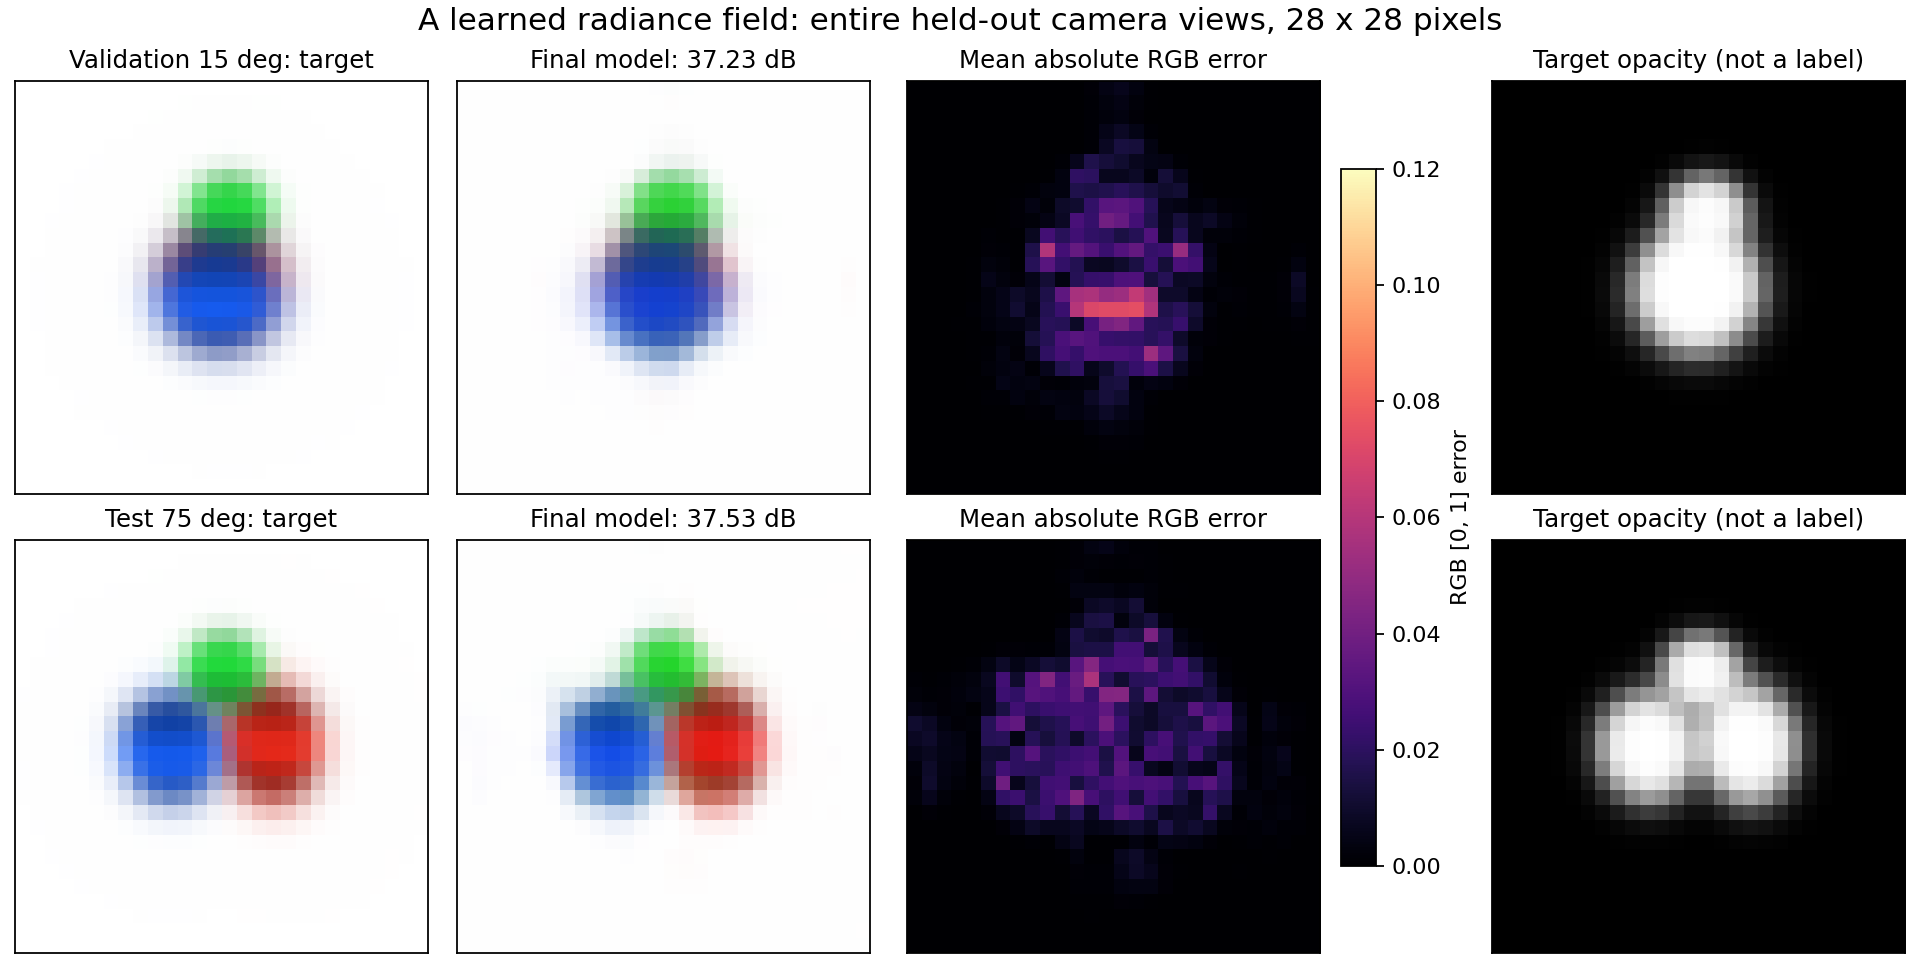 A learned radiance field: entire held-out camera views, 28 x 28 pixels
Validation 15 deg: target
Final model: 37.23 dB
Mean absolute RGB error
Target opacity (not a label)
0.12
0.10
0.08
0.06
0.04
0.02
0.00
RGB [0, 1] error
Test 75 deg: target
Final model: 37.53 dB
Mean absolute RGB error
Target opacity (not a label)